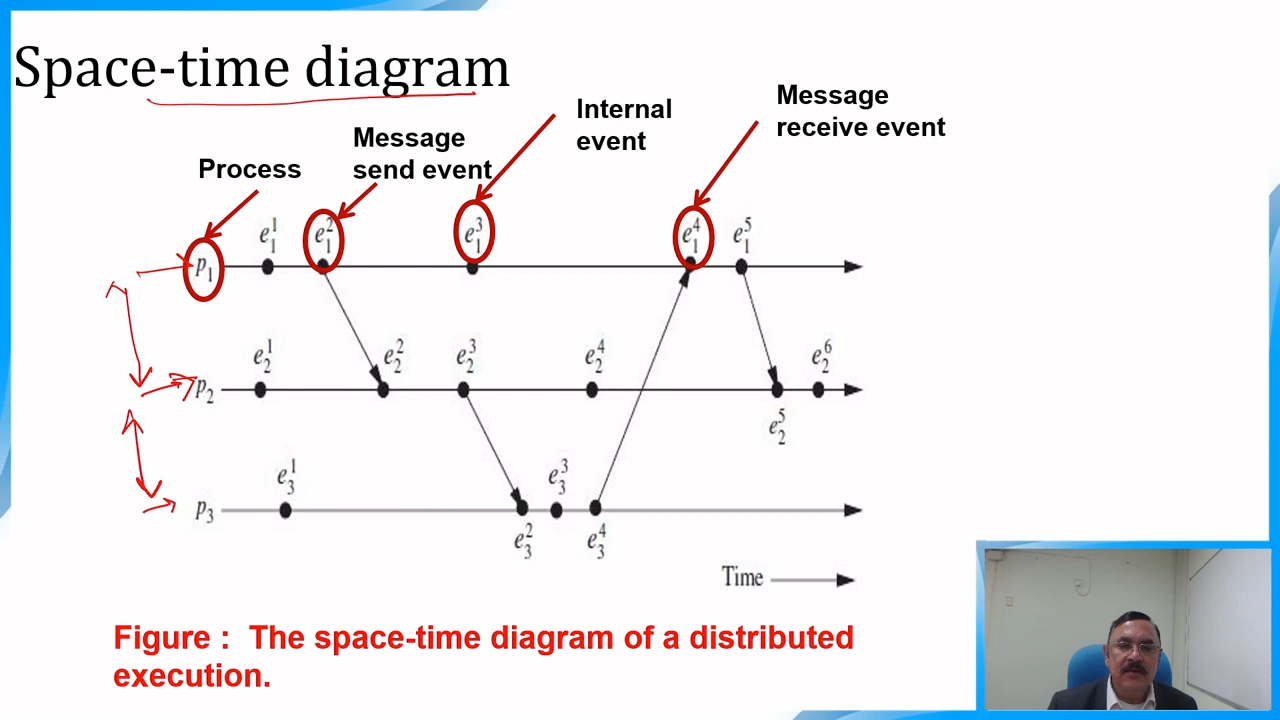 Space-time diagram
Message
receive event
Internal
event
Message
send event
Process
e₁¹ e₁² e₁³ e₁⁴ e₁⁵
p₁
e₂¹ e₂² e₂³ e₂⁴ e₂⁶
p₂
e₂⁵
e₃¹ e₃³
p₃
e₃² e₃⁴
Time
Figure : The space-time diagram of a distributed
execution.